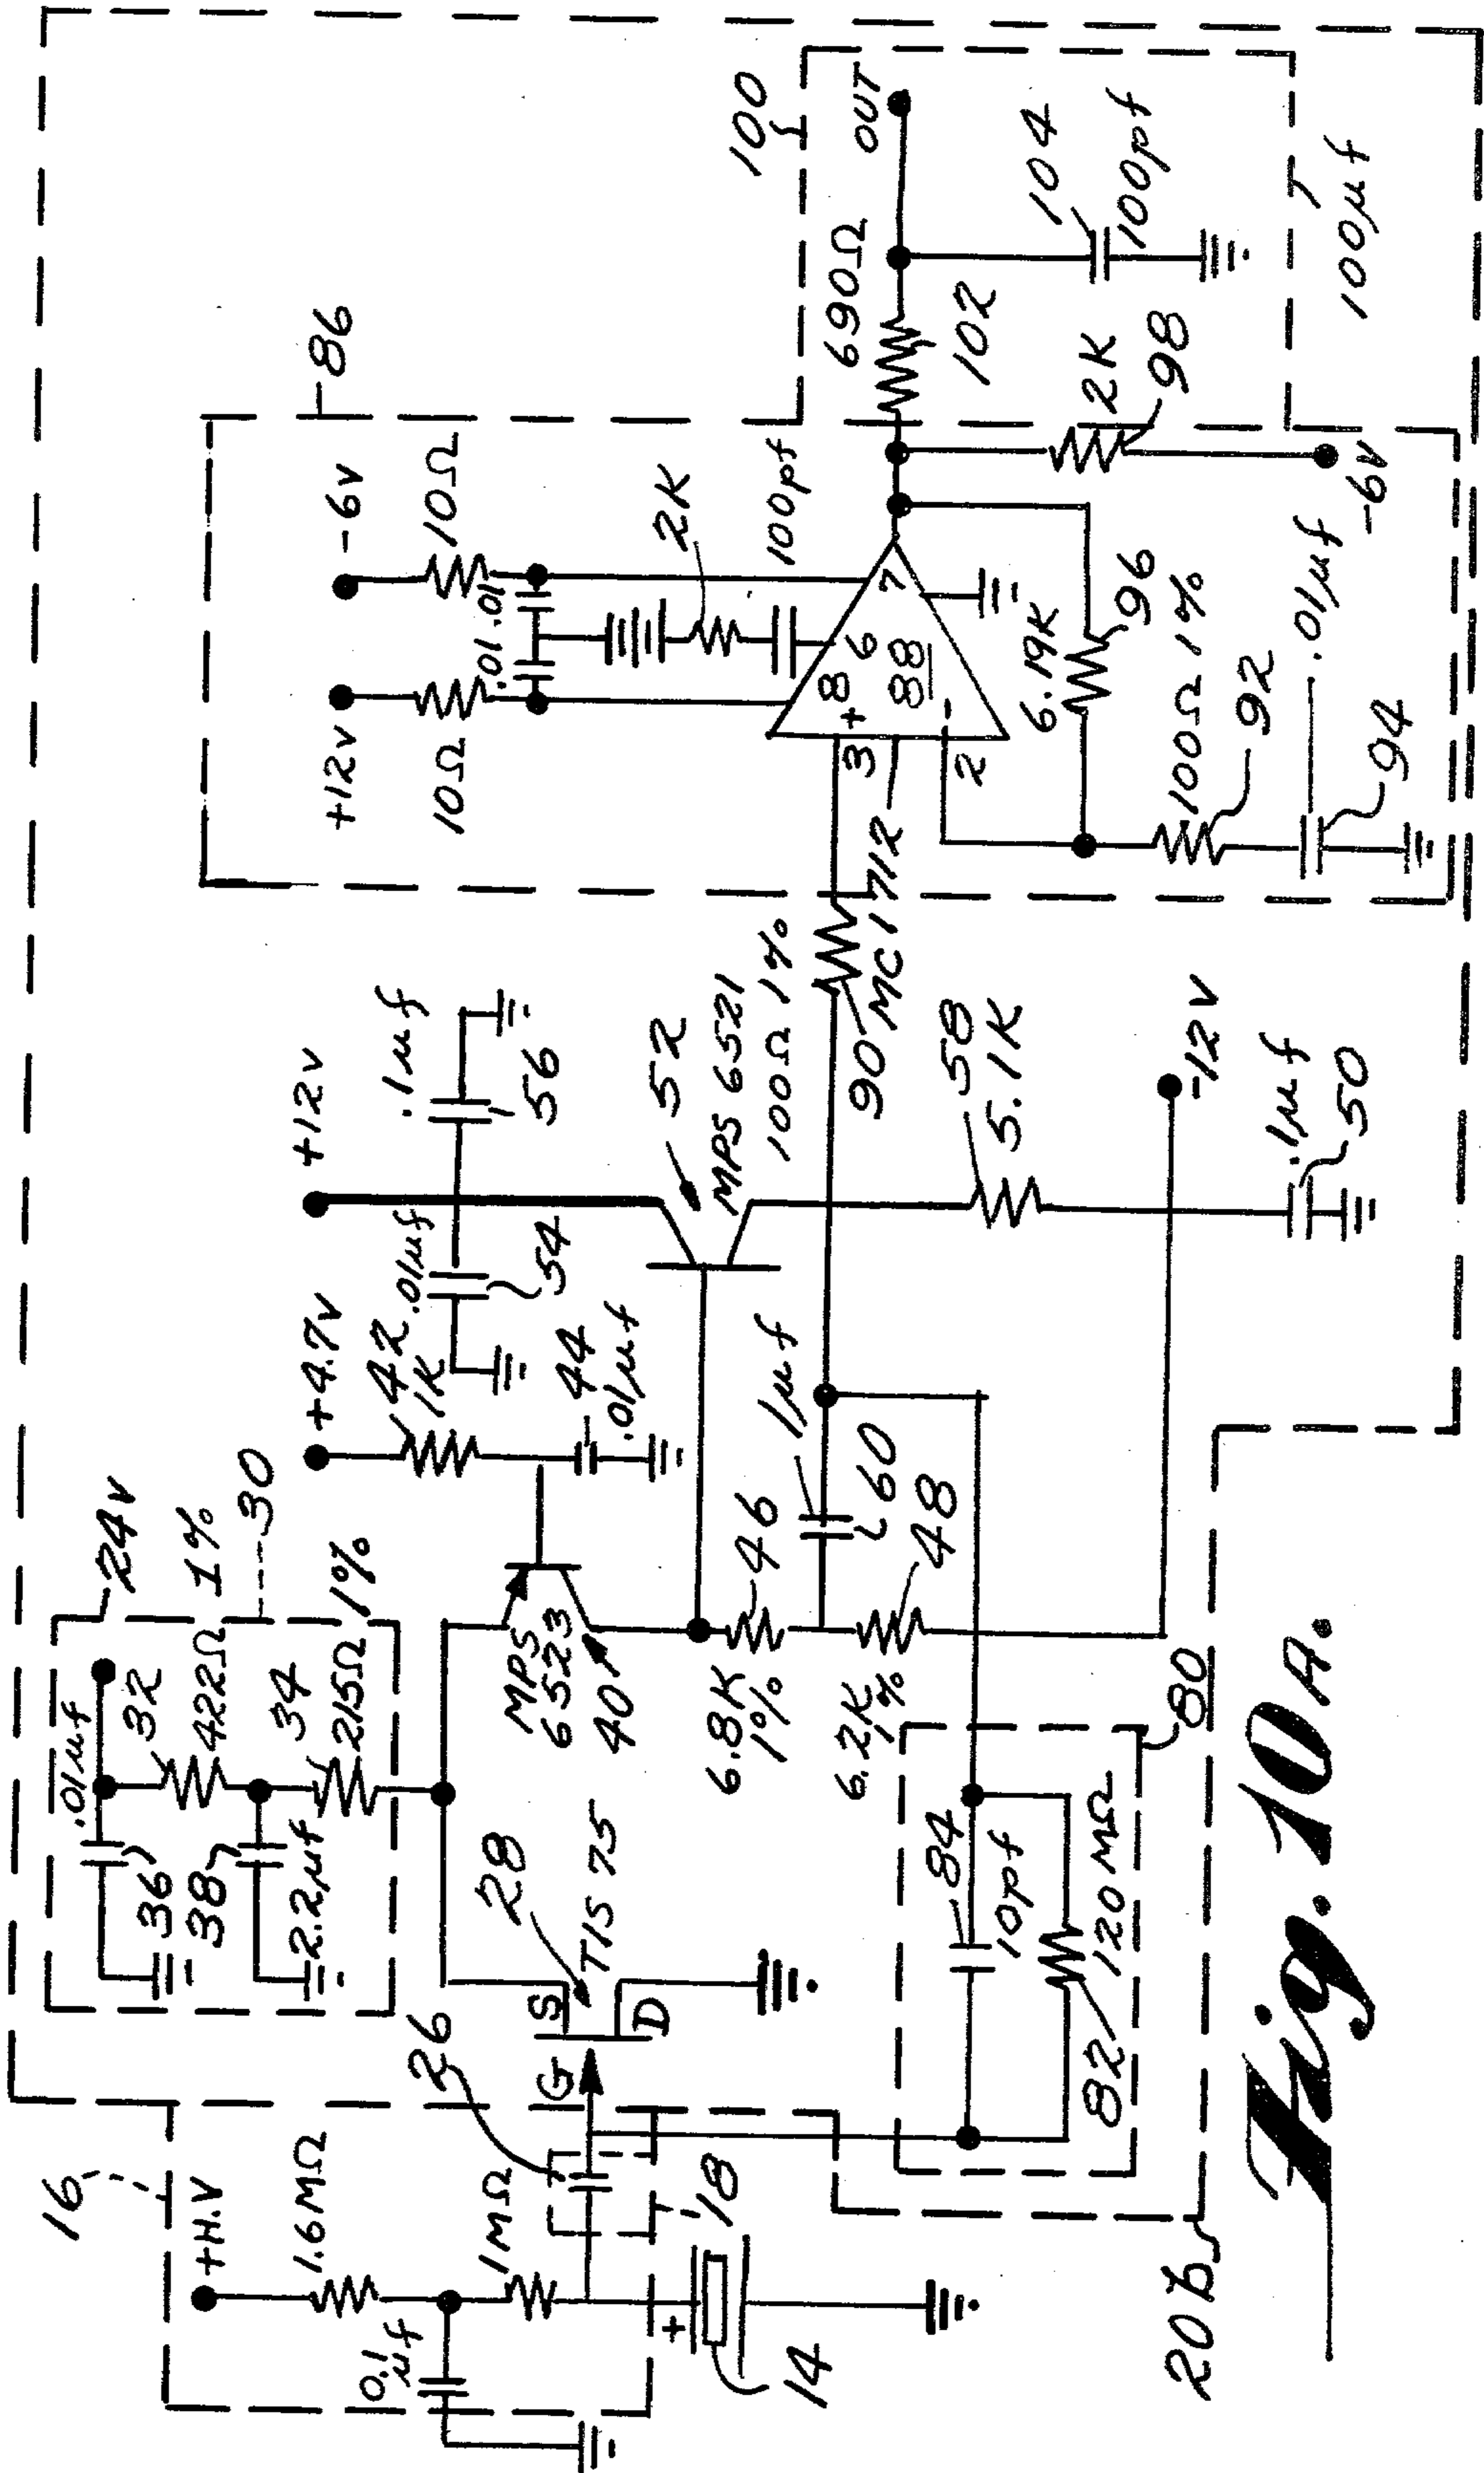 16
+H.V
1.6MΩ
0.1
μf
1MΩ
26
18
+
14
24V
.01μf
32
422Ω
1%
30
36
34
215Ω
1%
38
2.2μf
28
G
S
D
TIS 75
MPS
6523
40
+4.7V
42
1K
44
.01μf
+12V
.01μf
54
.1μf
56
52
MPS 6521
6.8K
1%
46
1μf
60
6.2K
1%
48
84
10pf
82
120MΩ
80
20b
100Ω 1%
90
MC1712
58
5.1K
-12V
.1μf
50
86
+12V
-6V
10Ω
10Ω
.01
.01
2K
100pf
8
6
7
3
+
88
2
-
6.19K
96
100Ω 1%
92
.01μf
94
690Ω
102
2K
98
-6V
100
OUT
104
100pf
100μf
Fig. 10A.